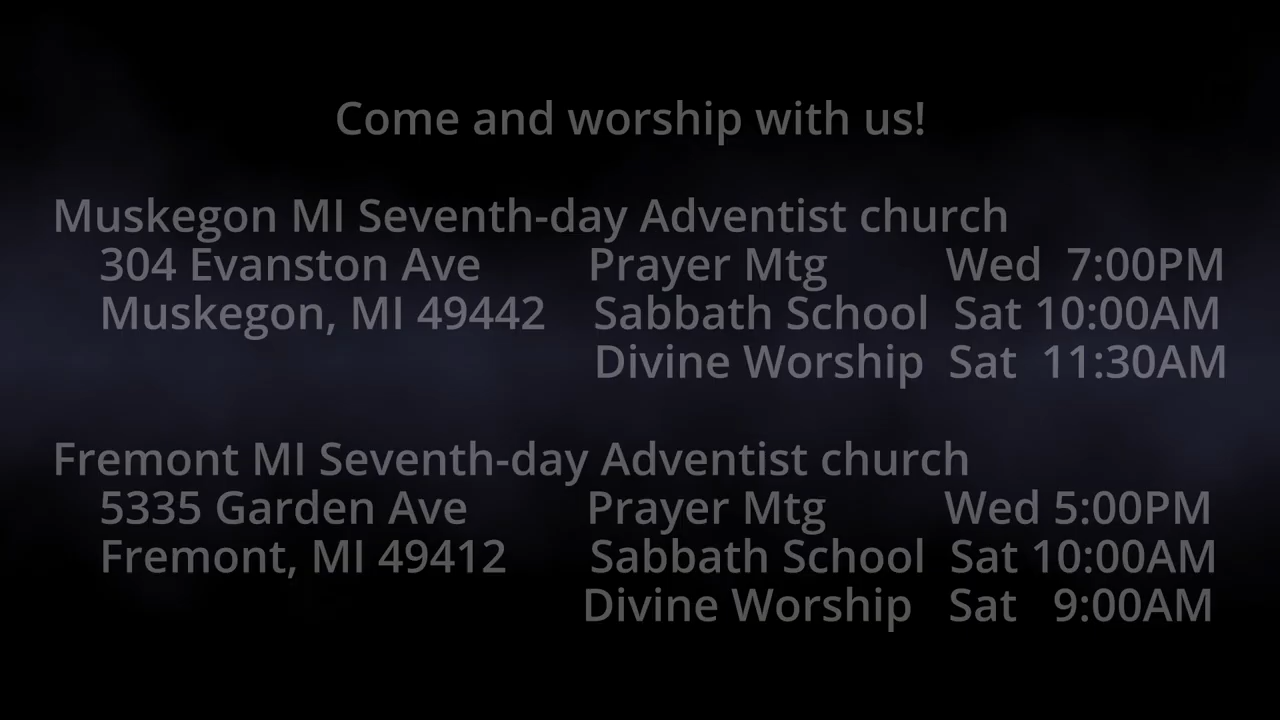 Come and worship with us!
Muskegon MI Seventh-day Adventist church
304 Evanston Ave Prayer Mtg Wed 7:00PM
Muskegon, MI 49442 Sabbath School Sat 10:00AM
Divine Worship Sat 11:30AM
Fremont MI Seventh-day Adventist church
5335 Garden Ave Prayer Mtg Wed 5:00PM
Fremont, MI 49412 Sabbath School Sat 10:00AM
Divine Worship Sat 9:00AM